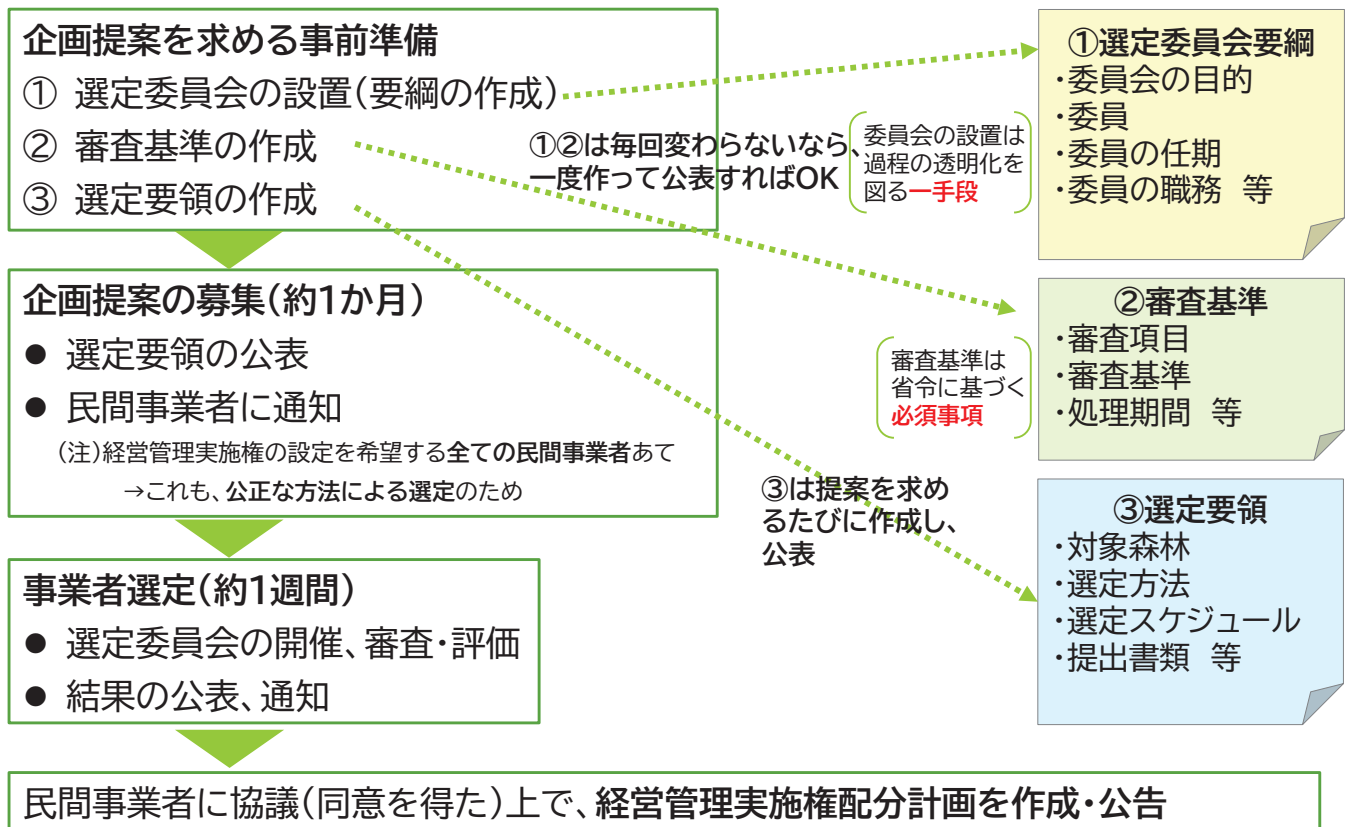 企画提案を求める事前準備
① 選定委員会の設置(要綱の作成)
② 審査基準の作成
③ 選定要領の作成
①②は毎回変わらないなら、
一度作って公表すればOK
委員会の設置は
過程の透明化を
図る一手段
①選定委員会要綱
・委員会の目的
・委員
・委員の任期
・委員の職務 等
企画提案の募集(約1か月)
● 選定要領の公表
● 民間事業者に通知
(注)経営管理実施権の設定を希望する全ての民間事業者あて
→これも、公正な方法による選定のため
審査基準は
省令に基づく
必須事項
②審査基準
・審査項目
・審査基準
・処理期間 等
③は提案を求め
るたびに作成し、
公表
③選定要領
・対象森林
・選定方法
・選定スケジュール
・提出書類 等
事業者選定(約1週間)
● 選定委員会の開催、審査・評価
● 結果の公表、通知
民間事業者に協議(同意を得た)上で、経営管理実施権配分計画を作成・公告